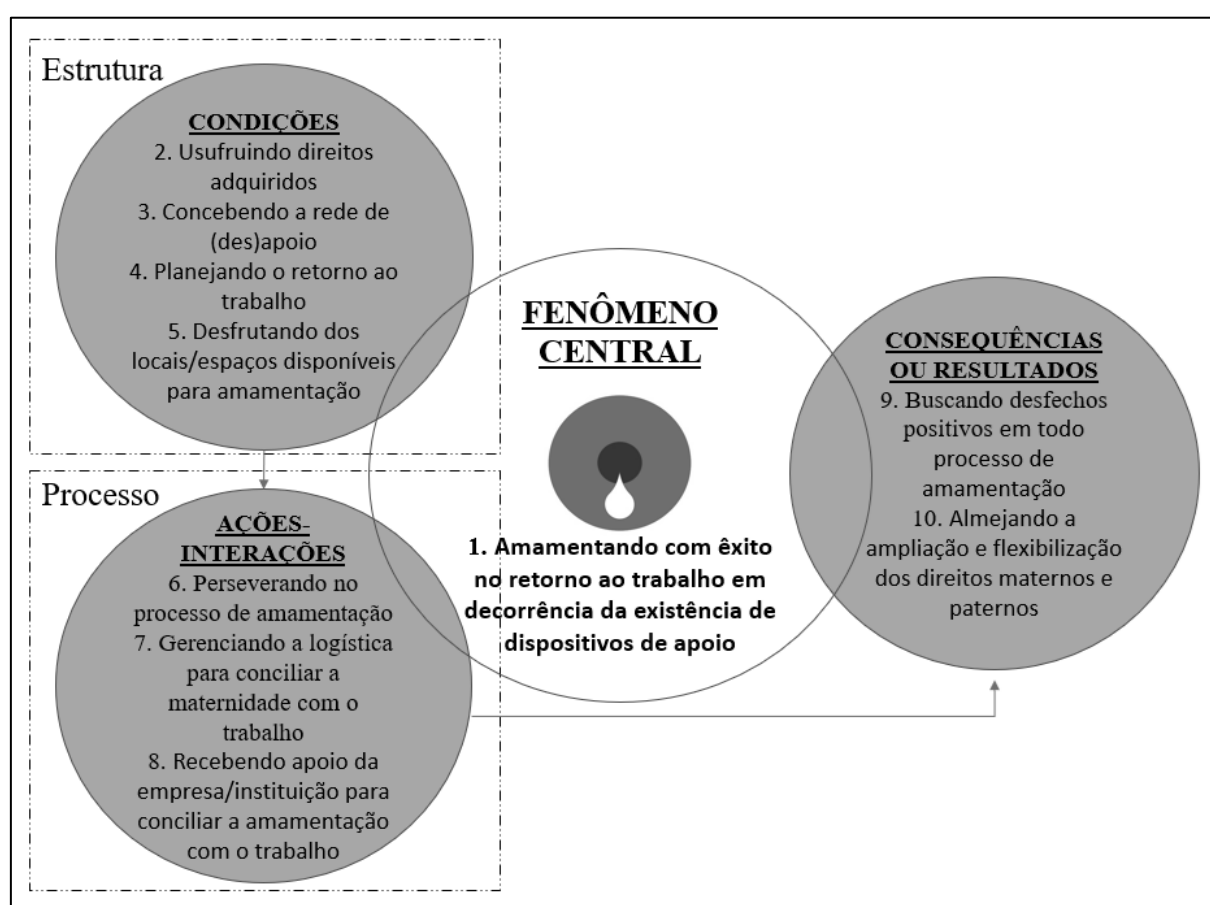 Estrutura
CONDIÇÕES
2. Usufruindo direitos
adquiridos
3. Concebendo a rede de
(des)apoio
4. Planejando o retorno ao
trabalho
5. Desfrutando dos
locais/espaços disponíveis
para amamentação
Processo
AÇÕES-
INTERAÇÕES
6. Perseverando no
processo de amamentação
7. Gerenciando a logística
para conciliar a
maternidade com o
trabalho
8. Recebendo apoio da
empresa/instituição para
conciliar a amamentação
com o trabalho
FENÔMENO
CENTRAL
1. Amamentando com êxito
no retorno ao trabalho em
decorrência da existência de
dispositivos de apoio
CONSEQUÊNCIAS
OU RESULTADOS
9. Buscando desfechos
positivos em todo
processo de
amamentação
10. Almejando a
ampliação e flexibilização
dos direitos maternos e
paternos